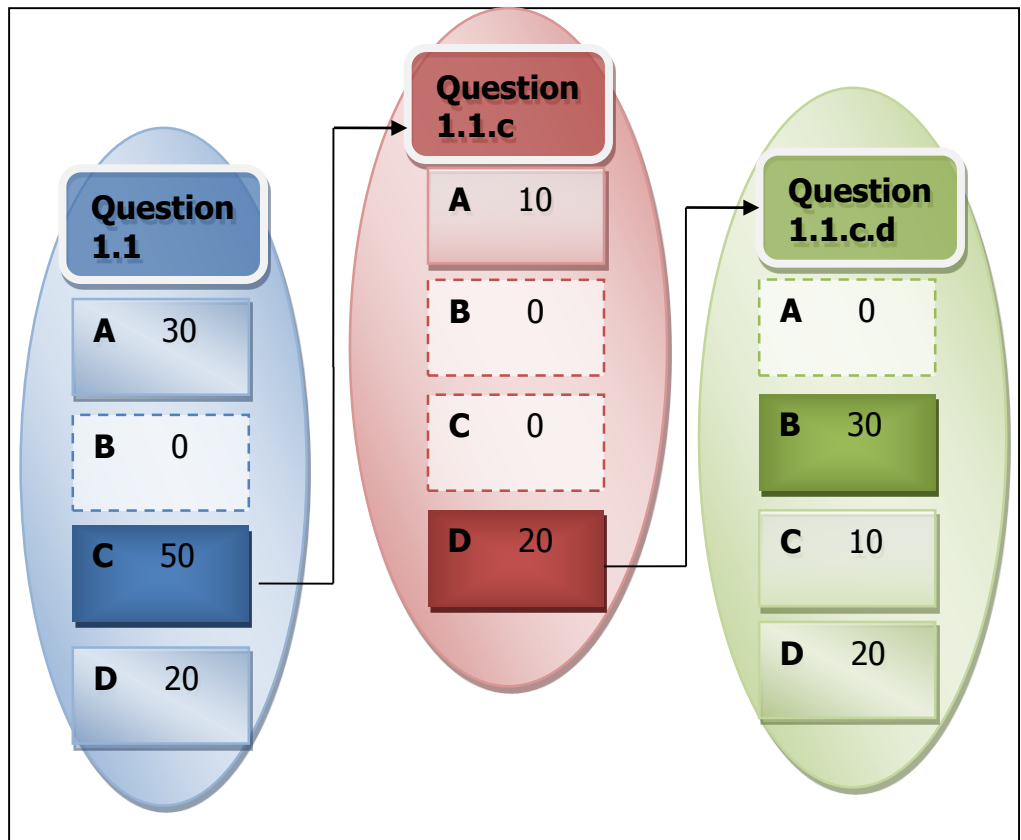 Question
1.1
A 30
B 0
C 50
D 20
Question
1.1.c
A 10
B 0
C 0
D 20
Question
1.1.c.d
A 0
B 30
C 10
D 20